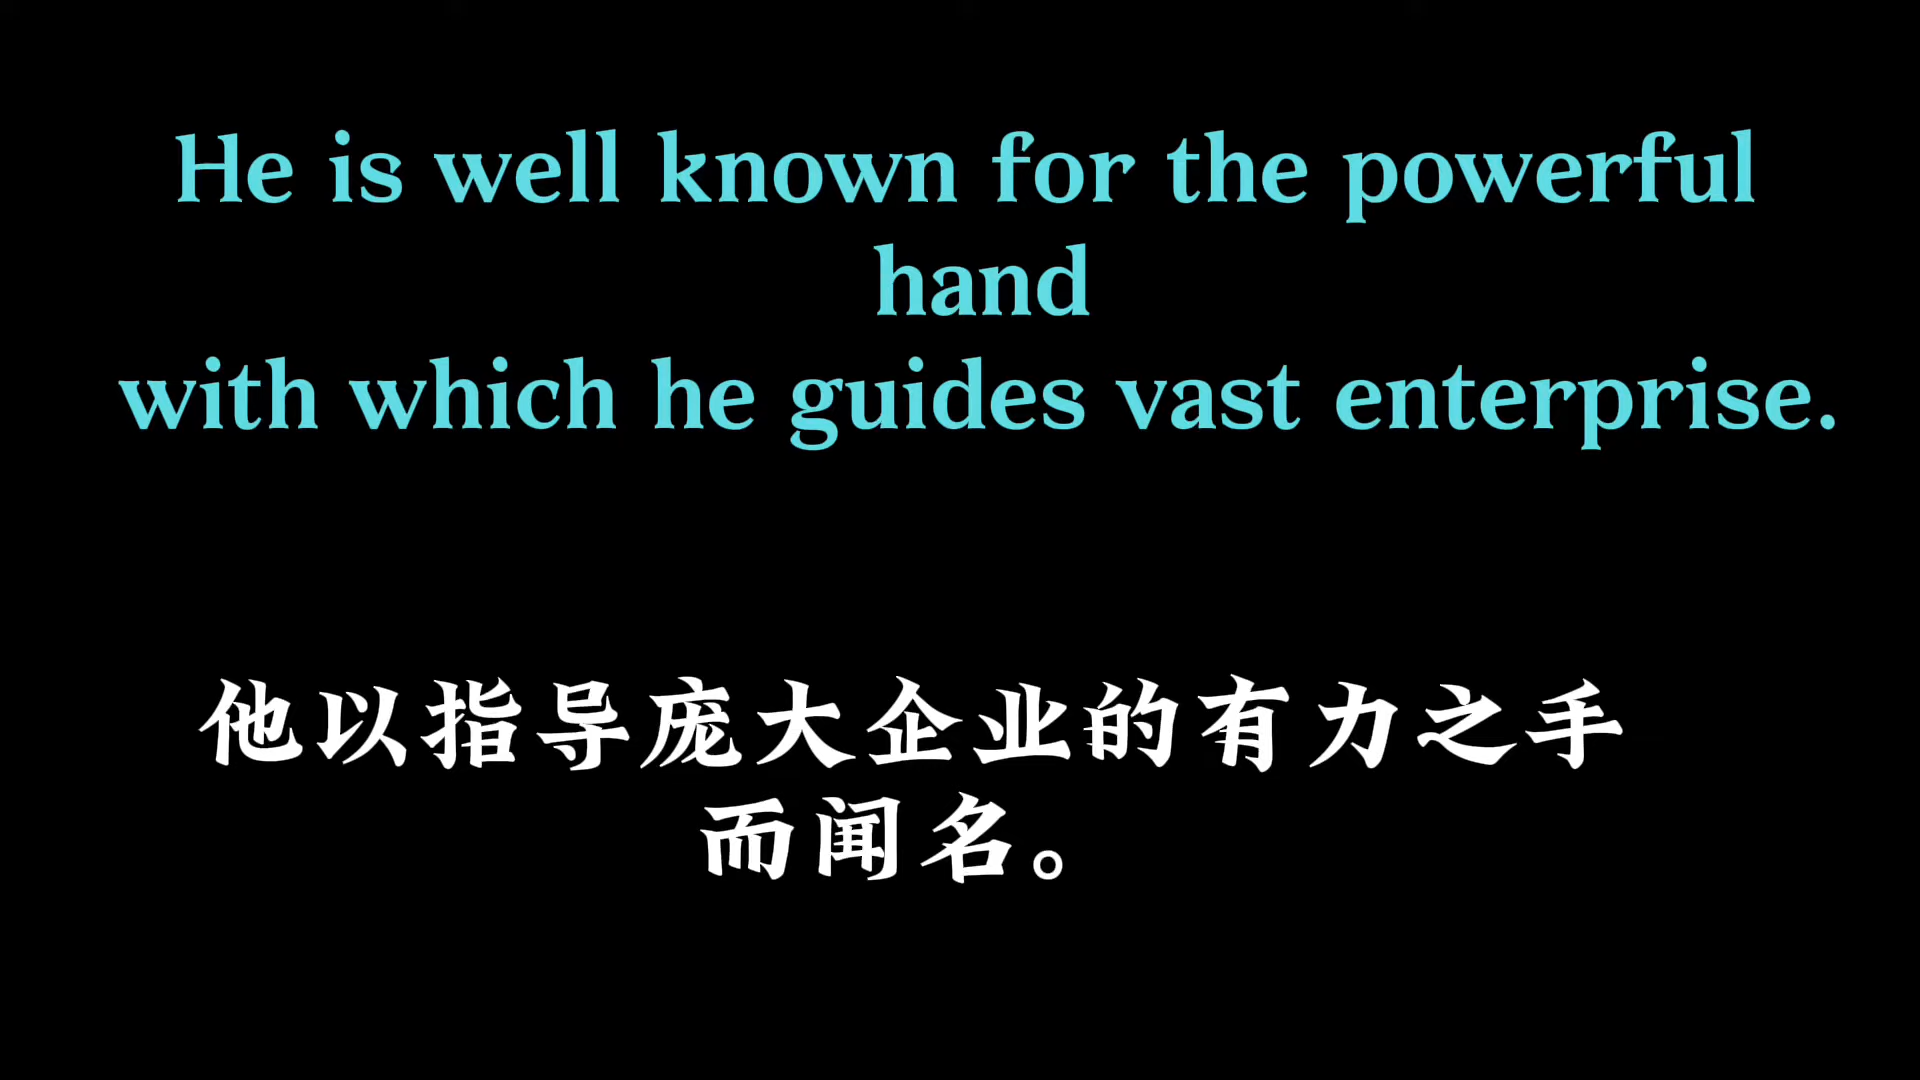 He is well known for the powerful
hand
with which he guides vast enterprise.
他以指导庞大企业的有力之手
而闻名。